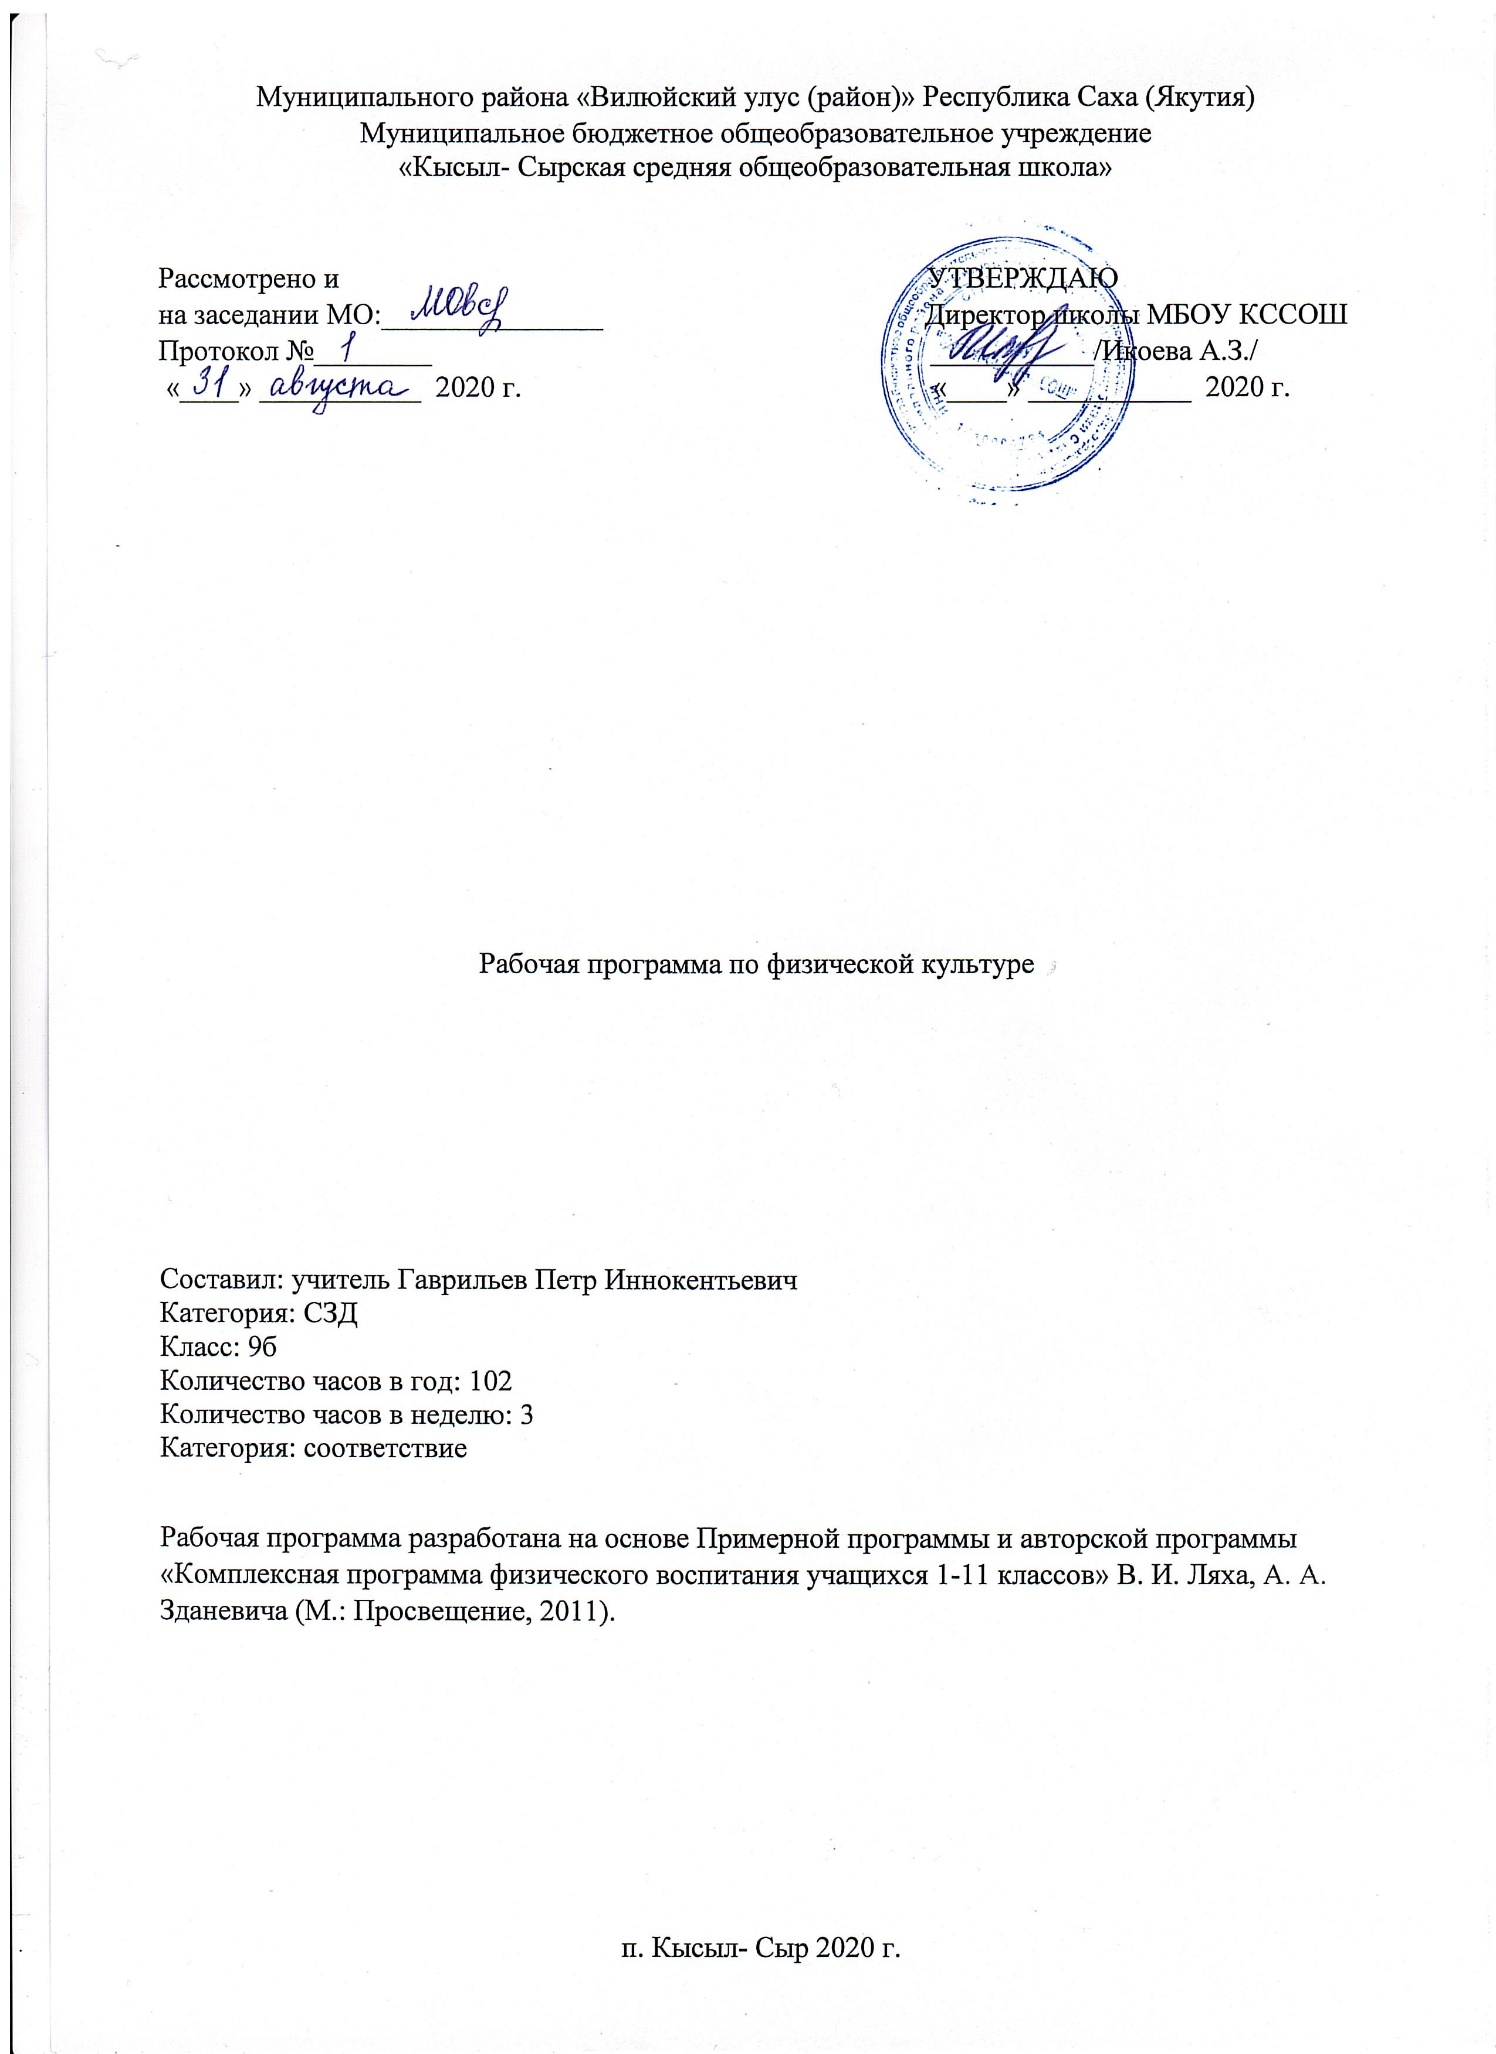 Муниципального района «Вилюйский улус (район)» Республика Саха (Якутия)
Муниципальное бюджетное общеобразовательное учреждение
«Кысыл- Сырская средняя общеобразовательная школа»
Рассмотрено и
на заседании МО:
Протокол № 1
«31» августа 2020 г.
УТВЕРЖДАЮ
Директор школы МБОУ КССОШ
/Икоева А.З./
«____» ___________ 2020 г.
Рабочая программа по физической культуре
Составил: учитель Гаврильев Петр Иннокентьевич
Категория: СЗД
Класс: 9б
Количество часов в год: 102
Количество часов в неделю: 3
Категория: соответствие
Рабочая программа разработана на основе Примерной программы и авторской программы
«Комплексная программа физического воспитания учащихся 1-11 классов» В. И. Ляха, А. А.
Зданевича (М.: Просвещение, 2011).
п. Кысыл- Сыр 2020 г.